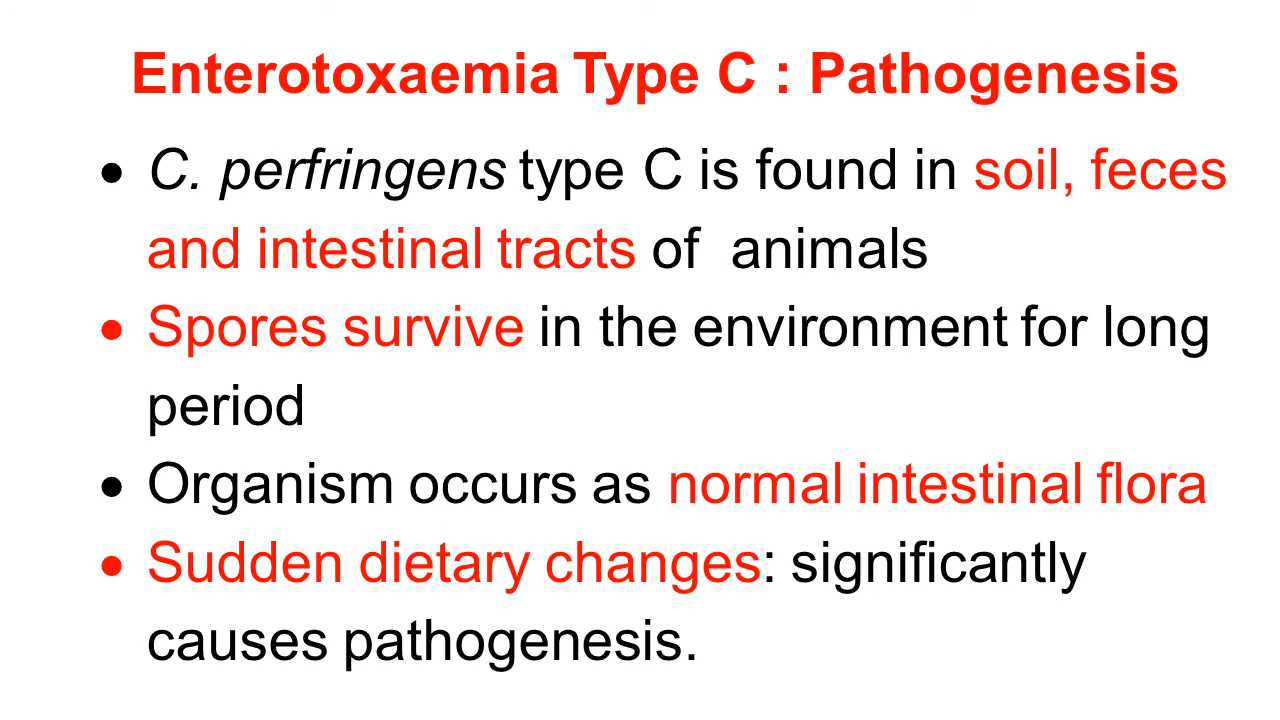 Enterotoxaemia Type C : Pathogenesis
• C. perfringens type C is found in soil, feces
and intestinal tracts of  animals
• Spores survive in the environment for long
period
• Organism occurs as normal intestinal flora
• Sudden dietary changes: significantly
causes pathogenesis.